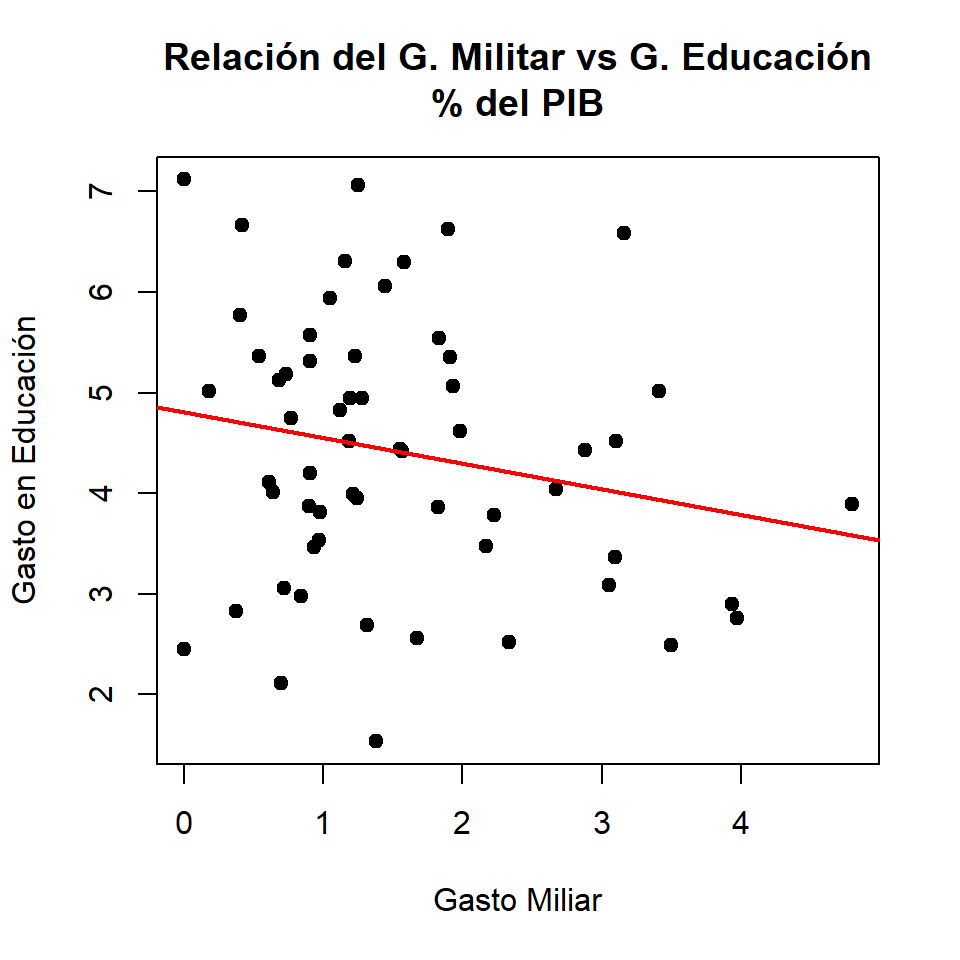 Relación del G. Militar vs G. Educación
% del PIB
Gasto en Educación
7
6
5
4
3
2
0 1 2 3 4
Gasto Miliar